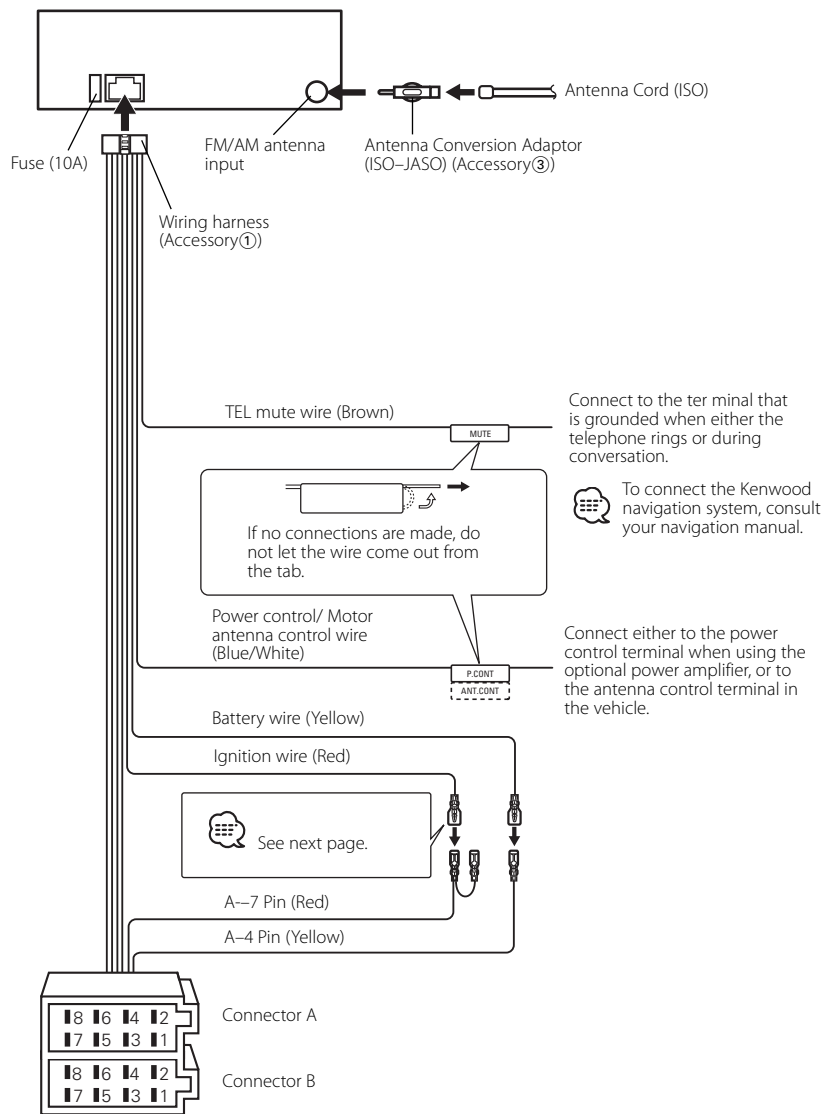 Antenna Cord (ISO)
FM/AM antenna
input
Antenna Conversion Adaptor
(ISO–JASO) (Accessory③)
Fuse (10A)
Wiring harness
(Accessory①)
TEL mute wire (Brown)
MUTE
Connect to the ter minal that
is grounded when either the
telephone rings or during
conversation.
To connect the Kenwood
navigation system, consult
your navigation manual.
If no connections are made, do
not let the wire come out from
the tab.
Power control/ Motor
antenna control wire
(Blue/White)
P.CONT
ANT.CONT
Connect either to the power
control terminal when using the
optional power amplifier, or to
the antenna control terminal in
the vehicle.
Battery wire (Yellow)
Ignition wire (Red)
See next page.
A-–7 Pin (Red)
A–4 Pin (Yellow)
8 6 4 2
7 5 3 1
Connector A
8 6 4 2
7 5 3 1
Connector B